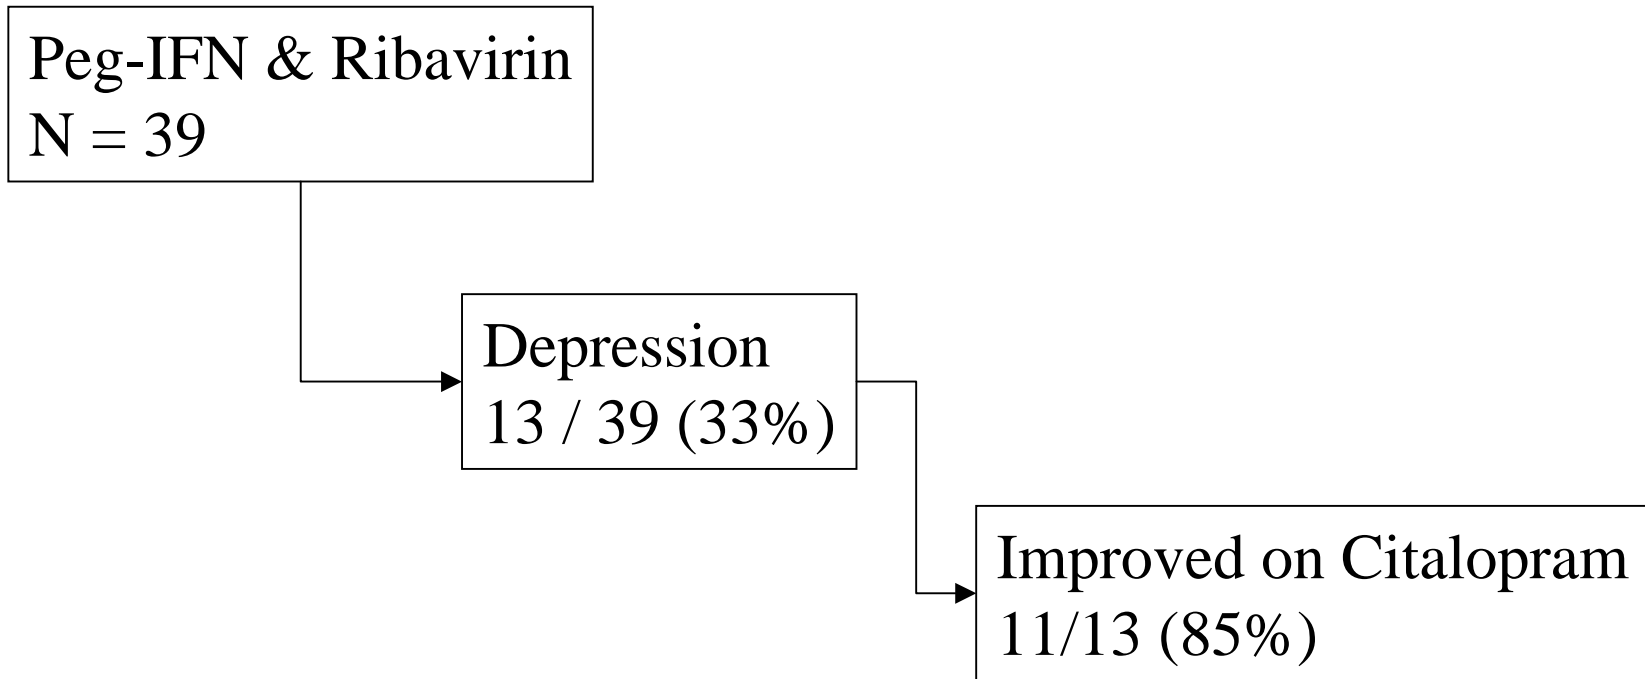 Peg-IFN & Ribavirin
N = 39
Depression
13 / 39 (33%)
Improved on Citalopram
11/13 (85%)